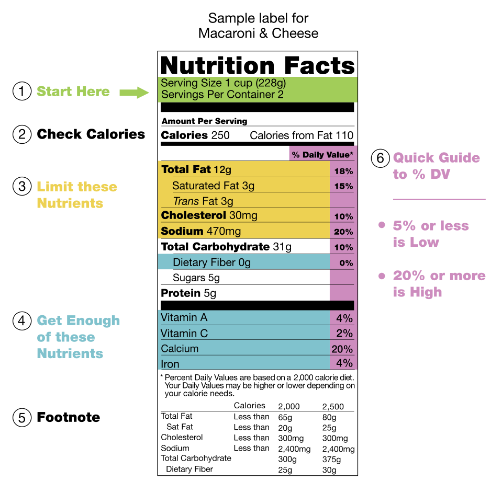 Sample label for
Macaroni & Cheese
Nutrition Facts
① Start Here
Serving Size 1 cup (228g)
Servings Per Container 2
Amount Per Serving
② Check Calories
Calories 250 Calories from Fat 110
% Daily Value*
⑥ Quick Guide
to % DV
5% or less
is Low
20% or more
is High
③ Limit these
Nutrients
Total Fat 12g 18%
Saturated Fat 3g 15%
Trans Fat 3g
Cholesterol 30mg 10%
Sodium 470mg 20%
Total Carbohydrate 31g 10%
Dietary Fiber 0g 0%
Sugars 5g
Protein 5g
④ Get Enough
of these
Nutrients
Vitamin A 4%
Vitamin C 2%
Calcium 20%
Iron 4%
⑤ Footnote
* Percent Daily Values are based on a 2,000 calorie diet.
Your Daily Values may be higher or lower depending on
your calorie needs.
Calories 2,000 2,500
Total Fat Less than 65g 80g
Sat Fat Less than 20g 25g
Cholesterol Less than 300mg 300mg
Sodium Less than 2,400mg 2,400mg
Total Carbohydrate 300g 375g
Dietary Fiber 25g 30g